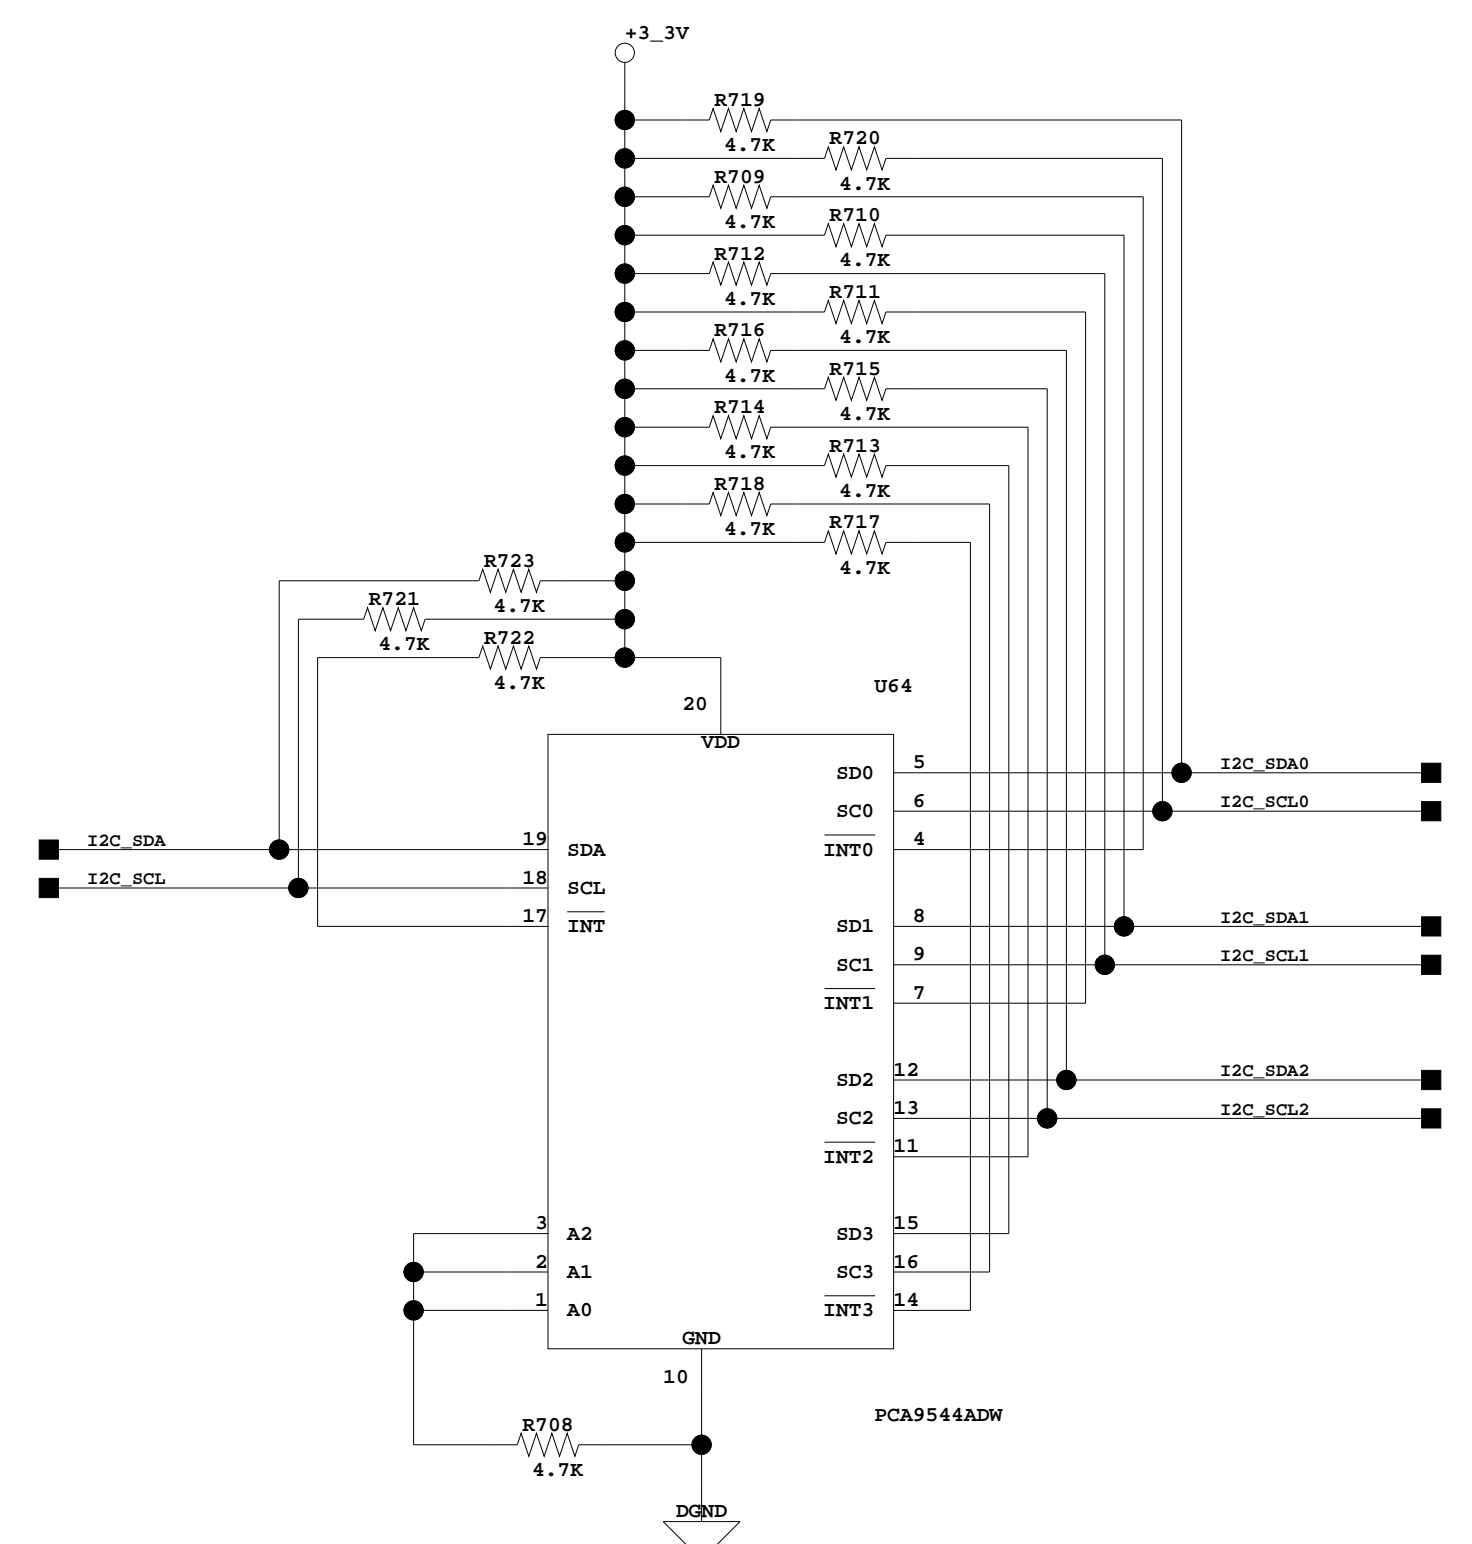 +3_3V
R719
4.7K
R720
4.7K
R709
4.7K
R710
4.7K
R712
4.7K
R711
4.7K
R716
4.7K
R715
4.7K
R714
4.7K
R713
4.7K
R718
4.7K
R717
4.7K
R723
4.7K
R721
4.7K
R722
4.7K
U64
20
VDD
SD0 5 I2C_SDA0
SC0 6 I2C_SCL0
I2C_SDA 19 SDA INT0 4
I2C_SCL 18 SCL
17 INT SD1 8 I2C_SDA1
SC1 9 I2C_SCL1
INT1 7
SD2 12 I2C_SDA2
SC2 13 I2C_SCL2
INT2 11
3 A2 SD3 15
2 A1 SC3 16
1 A0 INT3 14
GND
10
PCA9544ADW
R708
4.7K
DGND